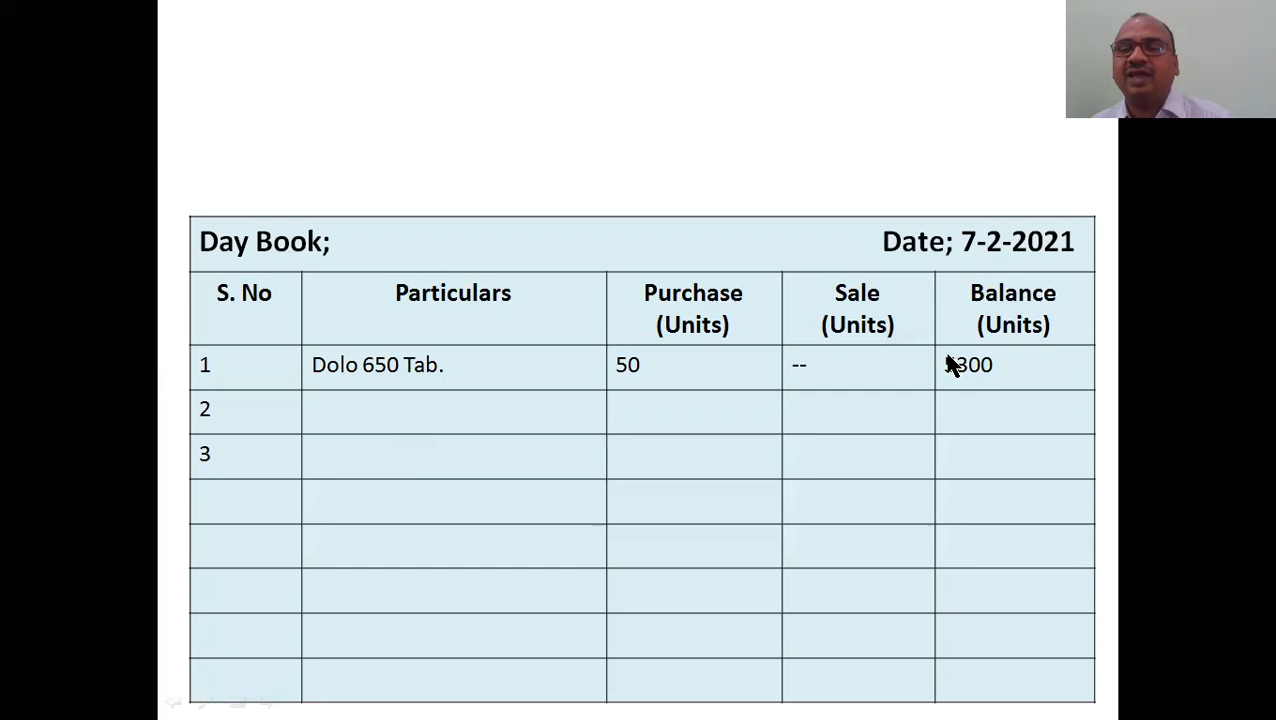 Day Book; Date; 7-2-2021
S. No Particulars Purchase (Units) Sale (Units) Balance (Units)
1 Dolo 650 Tab. 50 --
2
3